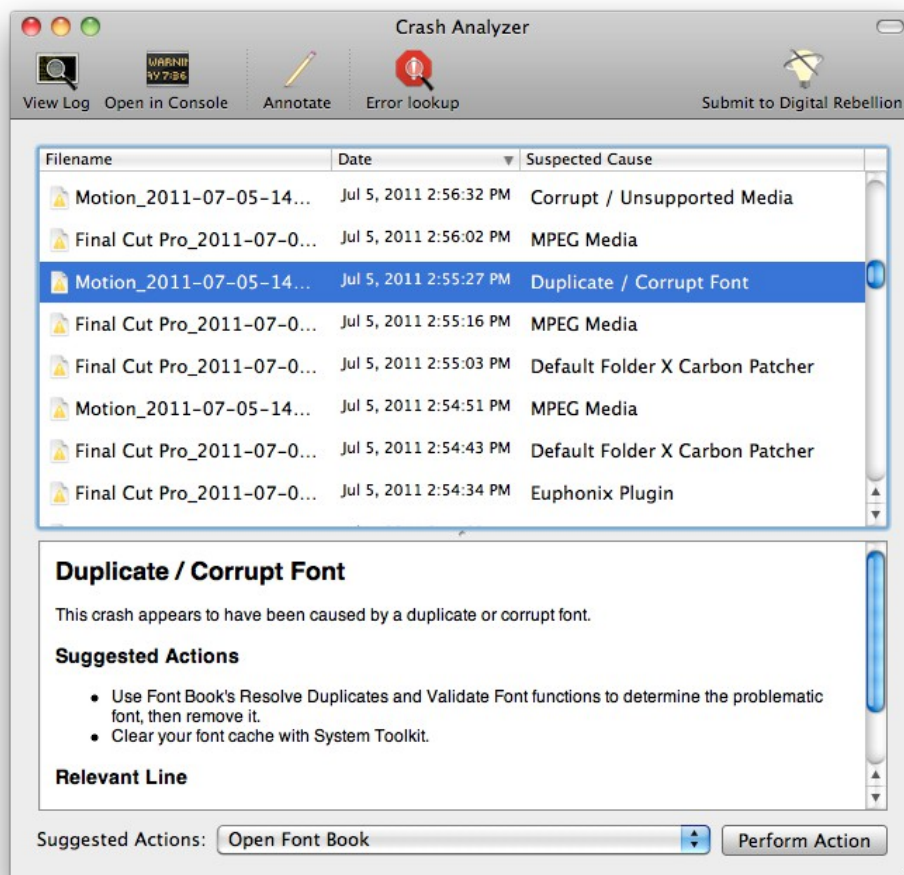 Crash Analyzer
WARNIN
AY 7:36
View Log Open in Console Annotate Error lookup Submit to Digital Rebellion
Filename Date Suspected Cause
Motion_2011-07-05-14... Jul 5, 2011 2:56:32 PM Corrupt / Unsupported Media
Final Cut Pro_2011-07-0... Jul 5, 2011 2:56:02 PM MPEG Media
Motion_2011-07-05-14... Jul 5, 2011 2:55:27 PM Duplicate / Corrupt Font
Final Cut Pro_2011-07-0... Jul 5, 2011 2:55:16 PM MPEG Media
Final Cut Pro_2011-07-0... Jul 5, 2011 2:55:03 PM Default Folder X Carbon Patcher
Motion_2011-07-05-14... Jul 5, 2011 2:54:51 PM MPEG Media
Final Cut Pro_2011-07-0... Jul 5, 2011 2:54:43 PM Default Folder X Carbon Patcher
Final Cut Pro_2011-07-0... Jul 5, 2011 2:54:34 PM Euphonix Plugin
Duplicate / Corrupt Font
This crash appears to have been caused by a duplicate or corrupt font.
Suggested Actions
• Use Font Book's Resolve Duplicates and Validate Font functions to determine the problematic
font, then remove it.
• Clear your font cache with System Toolkit.
Relevant Line
Suggested Actions: Open Font Book Perform Action